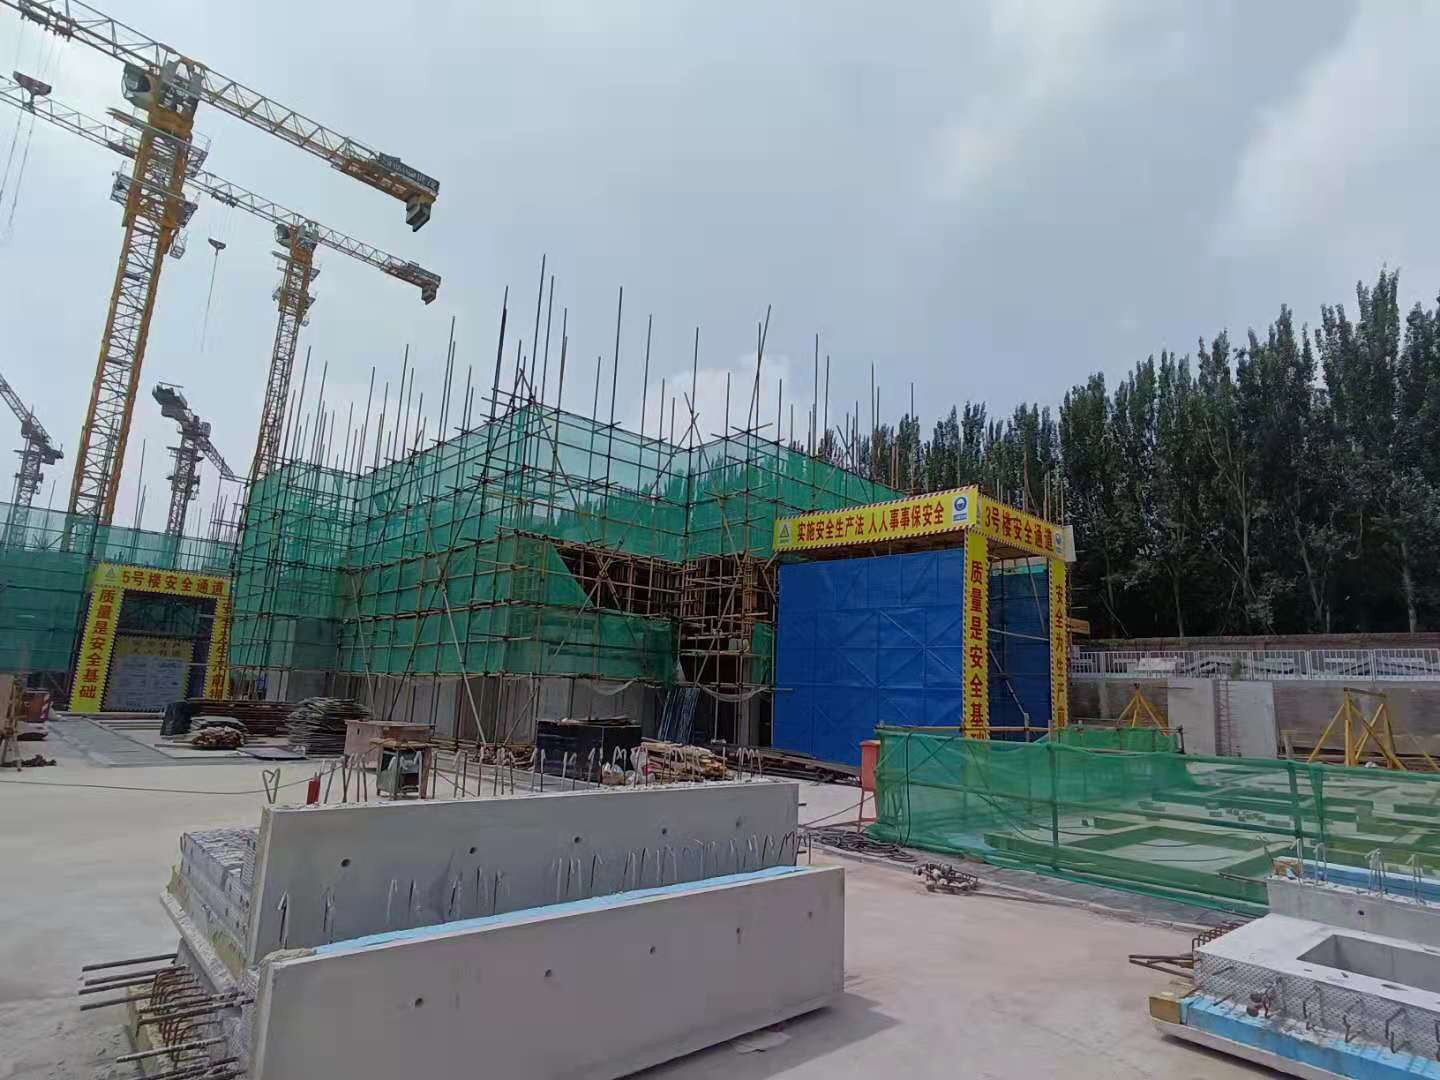 实施安全生产法 人人事事保安全
3号楼安全通道
质量是安全基础
安全为生产前
5号楼安全通道
质量是安全基础